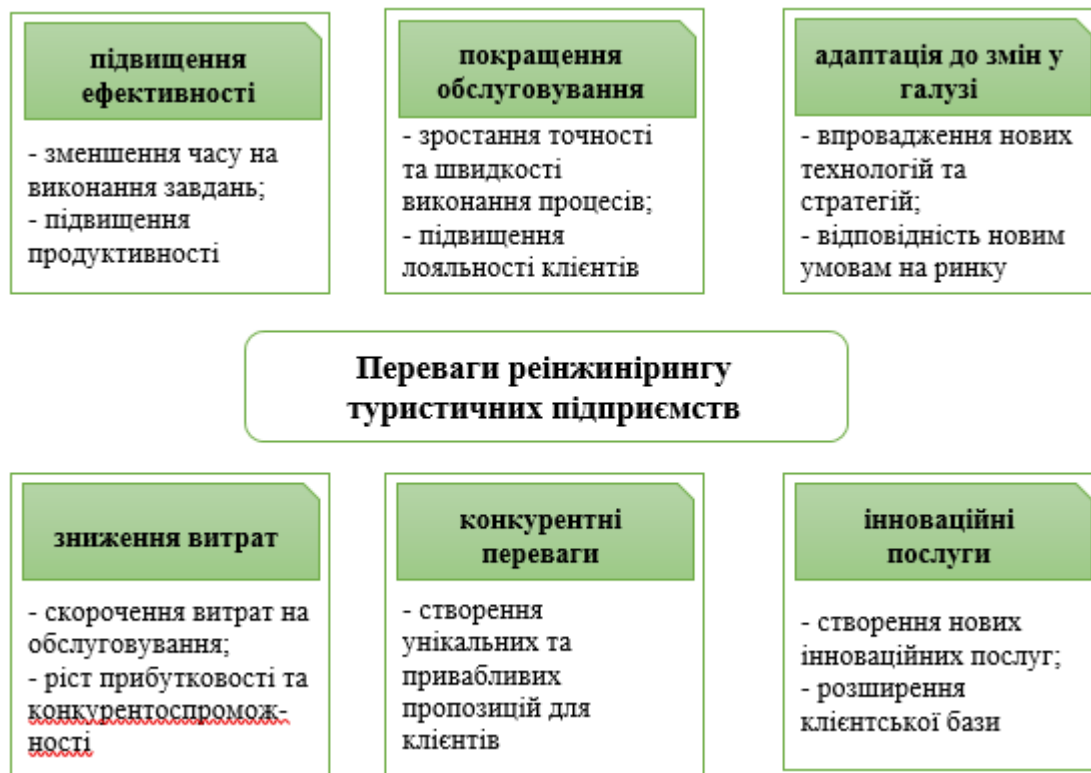 підвищення
ефективності
- зменшення часу на
виконання завдань;
- підвищення
продуктивності
покращення
обслуговування
- зростання точності
та швидкості
виконання процесів;
- підвищення
лояльності клієнтів
адаптація до змін у
галузі
- впровадження нових
технологій та
стратегій;
- відповідність новим
умовам на ринку
Переваги реінжинірингу
туристичних підприємств
зниження витрат
- скорочення витрат на
обслуговування;
- ріст прибутковості та
конкурентоспромож-
ності
конкурентні
переваги
- створення
унікальних та
привабливих
пропозицій для
клієнтів
інноваційні
послуги
- створення нових
інноваційних послуг;
- розширення
клієнтської бази